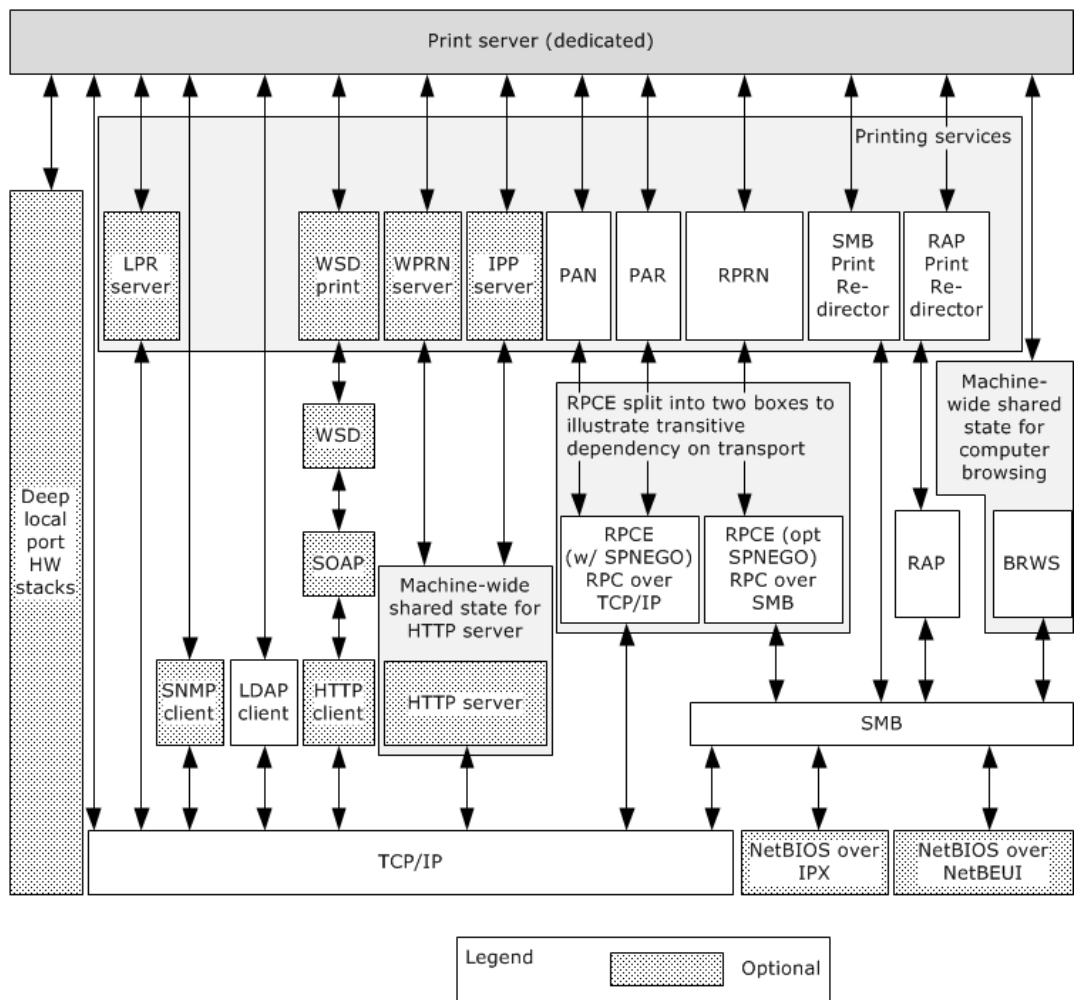 Print server (dedicated)
Printing services
LPR
server
WSD
print
WPRN
server
IPP
server
PAN
PAR
RPRN
SMB
Print
Re-
director
RAP
Print
Re-
director
Deep
local
port
HW
stacks
WSD
SOAP
RPCE split into two boxes to
illustrate transitive
dependency on transport
RPCE
(w/ SPNEGO)
RPC over
TCP/IP
RPCE (opt
SPNEGO)
RPC over
SMB
RAP
Machine-
wide shared
state for
computer
browsing
BRWS
Machine-wide
shared state for
HTTP server
HTTP server
SNMP
client
LDAP
client
HTTP
client
SMB
TCP/IP
NetBIOS over
IPX
NetBIOS over
NetBEUI
Legend
Optional